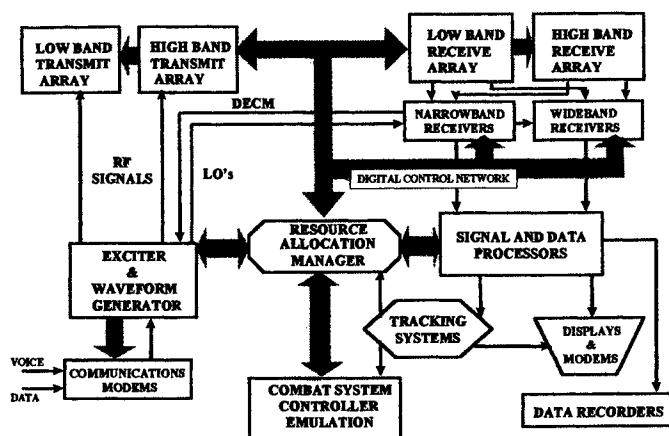 LOW BAND
TRANSMIT
ARRAY
HIGH BAND
TRANSMIT
ARRAY
LOW BAND
RECEIVE
ARRAY
HIGH BAND
RECEIVE
ARRAY
DECM
NARROWBAND
RECEIVERS
WIDEBAND
RECEIVERS
RF
SIGNALS
LO's
DIGITAL CONTROL NETWORK
RESOURCE
ALLOCATION
MANAGER
SIGNAL AND DATA
PROCESSORS
EXCITER
&
WAVEFORM
GENERATOR
TRACKING
SYSTEMS
DISPLAYS
&
MODEMS
VOICE
DATA
COMMUNICATIONS
MODEMS
COMBAT SYSTEM
CONTROLLER
EMULATION
DATA RECORDERS